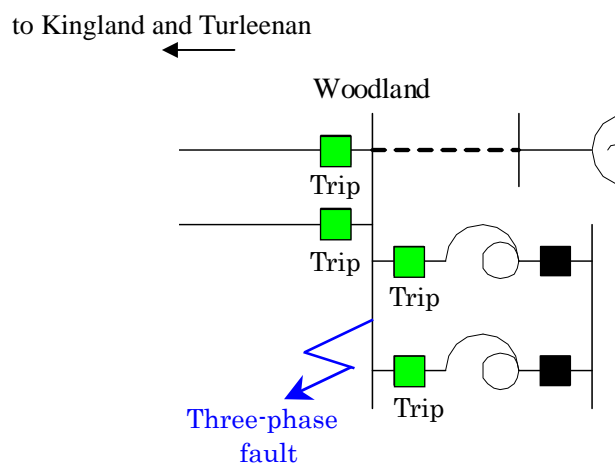 to Kingland and Turleenan
Woodland
Trip
Trip
Trip
Trip
Three-phase
fault